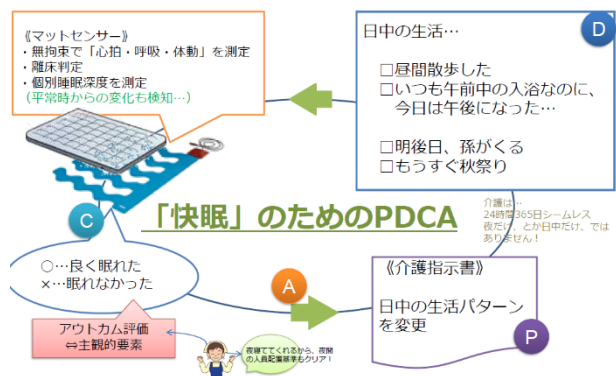 《マットセンサー》
・無拘束で「心拍・呼吸・体動」を測定
・離床判定
・個別睡眠深度を測定
（平常時からの変化も検知…）
D
日中の生活…
□昼間散歩した
□いつも午前中の入浴なのに、
今日は午後になった…
□明後日、孫がくる
□もうすぐ秋祭り
「快眠」のためのPDCA
介護は…
24時間365日シームレス
夜だけ、とか日中だけ、では
ありません！
C
○…良く眠れた
×…眠れなかった
A
《介護指示書》
日中の生活パターン
を変更
P
アウトカム評価
⇔主観的要素
夜寝ててくれるから、夜間
の人員配置基準もクリア！